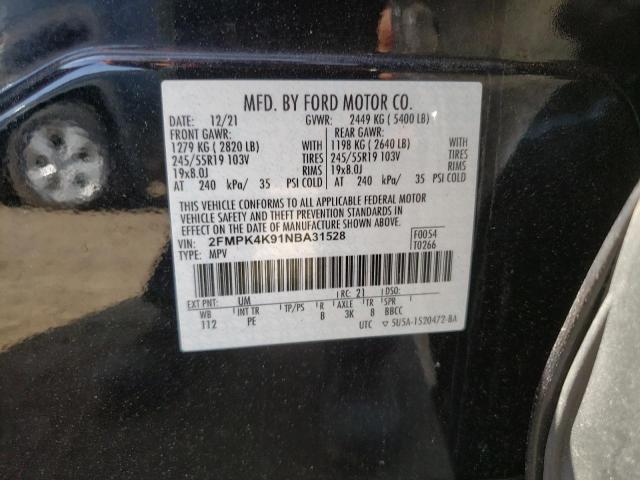 MFD. BY FORD MOTOR CO.
DATE: 12/21 GVWR: 2449 KG ( 5400 LB)
FRONT GAWR: REAR GAWR:
1279 KG ( 2820 LB) WITH 1198 KG ( 2640 LB) WITH
245/55R19 103V TIRES 245/55R19 103V TIRES
19x8.0J RIMS 19x8.0J RIMS
AT 240 kPa/ 35 PSI COLD AT 240 kPa/ 35 PSI COLD
THIS VEHICLE CONFORMS TO ALL APPLICABLE FEDERAL MOTOR
VEHICLE SAFETY AND THEFT PREVENTION STANDARDS IN
EFFECT ON THE DATE OF MANUFACTURE SHOWN ABOVE.
VIN: 2FMPK4K91NBA31528 F0054
TYPE: MPV T0266
EXT PNT: UM RC: 21 DSO:
WB INT TR TP/PS R AXLE TR SPR
112 PE B 3K 8 BBCC
UTC ▽ 5U5A-1520472-BA